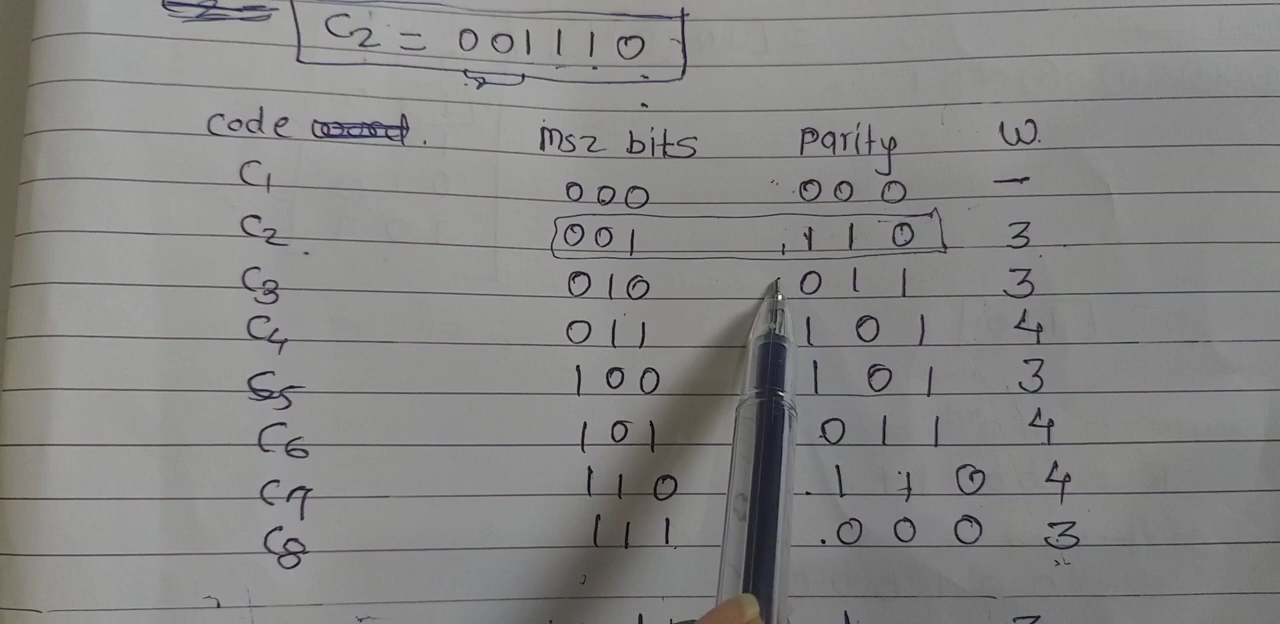 C2 = 001110
code msz bits parity W.
C1 000 000 —
C2 001 110 3
C3 010 011 3
C4 011 101 4
C5 100 101 3
C6 101 011 4
C7 110 110 4
C8 111 000 3